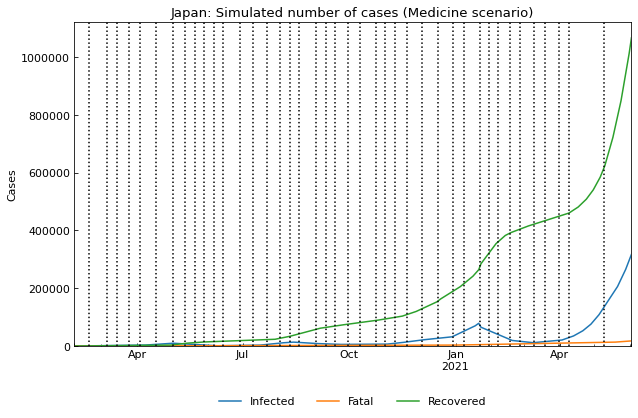 Japan: Simulated number of cases (Medicine scenario)
1000000
800000
600000
400000
200000
0
Cases
Apr Jul Oct Jan Apr
2021
Infected Fatal Recovered